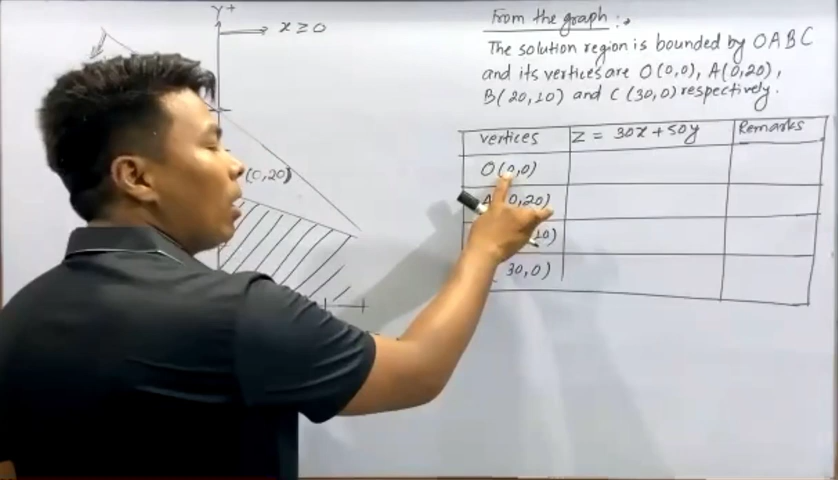 Y+
x ≥ 0
(0,20)
From the graph :-
The solution region is bounded by OABC
and its vertices are O(0,0), A(0,20),
B(20,10) and C(30,0) respectively.
vertices Z = 30x + 50y Remarks
O(0,0)
A(0,20)
10)
(30,0)